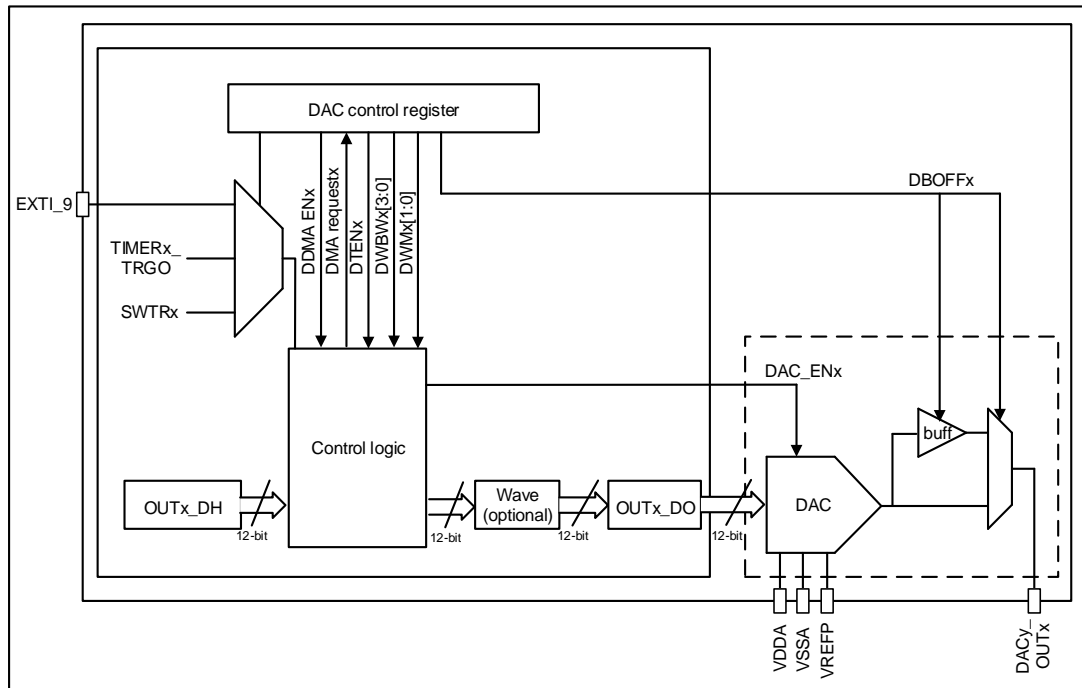 DAC control register
EXTI_9
TIMERx_
TRGO
SWTRx
DDMA ENx
DMA requestx
DTENx
DWBWx[3:0]
DWMx[1:0]
DBOFFx
DAC_ENx
Control logic
buff
OUTx_DH
12-bit
12-bit
Wave
(optional)
12-bit
OUTx_DO
12-bit
DAC
VDDA
VSSA
VREFP
DACy_
OUTx